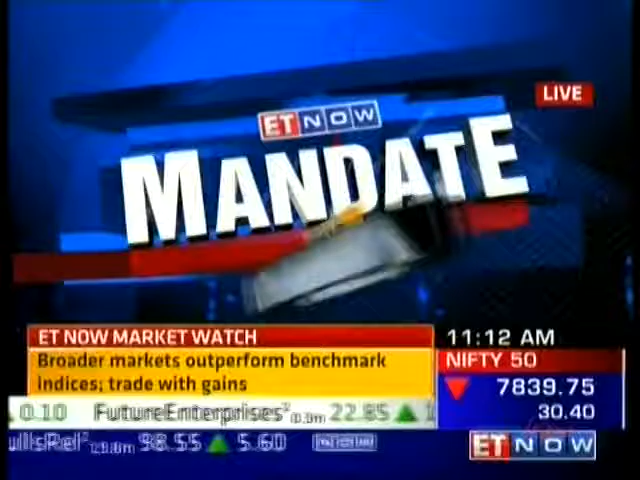 LIVE
ET NOW
MANDATE
ET NOW MARKET WATCH
11:12 AM
Broader markets outperform benchmark
indices; trade with gains
NIFTY 50
7839.75
30.40
0.10 FutureEnterprises² 22.85
98.55 5.60
ET NOW